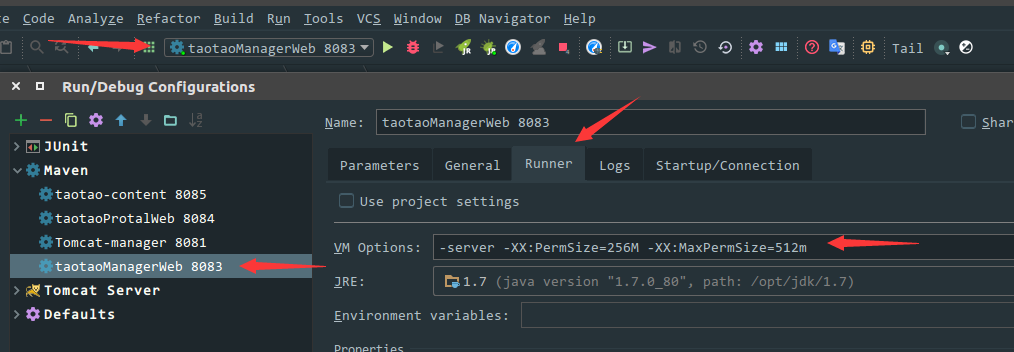 te Code Analyze Refactor Build Run Tools VCS Window DB Navigator Help
taotaoManagerWeb 8083 JR Tail
Run/Debug Configurations
Name: taotaoManagerWeb 8083 Shar
JUnit
Maven
taotao-content 8085
taotaoProtalWeb 8084
Tomcat-manager 8081
taotaoManagerWeb 8083
Tomcat Server
Defaults
Parameters General Runner Logs Startup/Connection
Use project settings
VM Options: -server -XX:PermSize=256M -XX:MaxPermSize=512m
JRE: 1.7 (java version "1.7.0_80", path: /opt/jdk/1.7)
Environment variables:
Properties